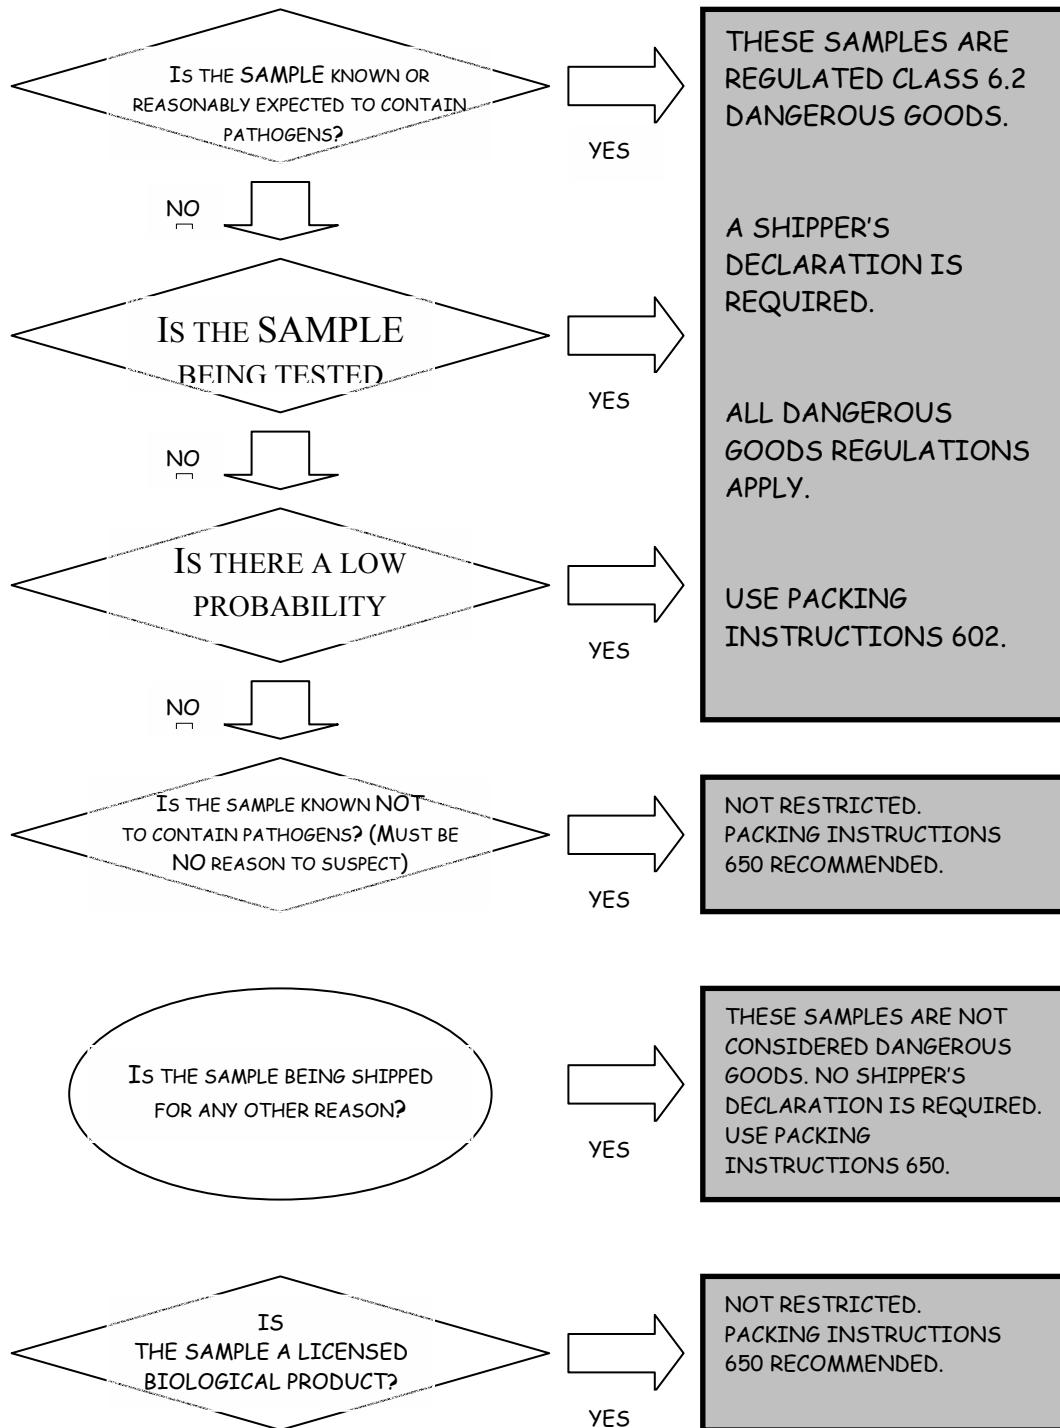 IS THE SAMPLE KNOWN OR
REASONABLY EXPECTED TO CONTAIN
PATHOGENS?
YES
THESE SAMPLES ARE
REGULATED CLASS 6.2
DANGEROUS GOODS.
A SHIPPER'S
DECLARATION IS
REQUIRED.
ALL DANGEROUS
GOODS REGULATIONS
APPLY.
USE PACKING
INSTRUCTIONS 602.
NO
IS THE SAMPLE
BEING TESTED
YES
NO
IS THERE A LOW
PROBABILITY
YES
NO
IS THE SAMPLE KNOWN NOT
TO CONTAIN PATHOGENS? (MUST BE
NO REASON TO SUSPECT)
YES
NOT RESTRICTED.
PACKING INSTRUCTIONS
650 RECOMMENDED.
IS THE SAMPLE BEING SHIPPED
FOR ANY OTHER REASON?
YES
THESE SAMPLES ARE NOT
CONSIDERED DANGEROUS
GOODS. NO SHIPPER'S
DECLARATION IS REQUIRED.
USE PACKING
INSTRUCTIONS 650.
IS
THE SAMPLE A LICENSED
BIOLOGICAL PRODUCT?
YES
NOT RESTRICTED.
PACKING INSTRUCTIONS
650 RECOMMENDED.